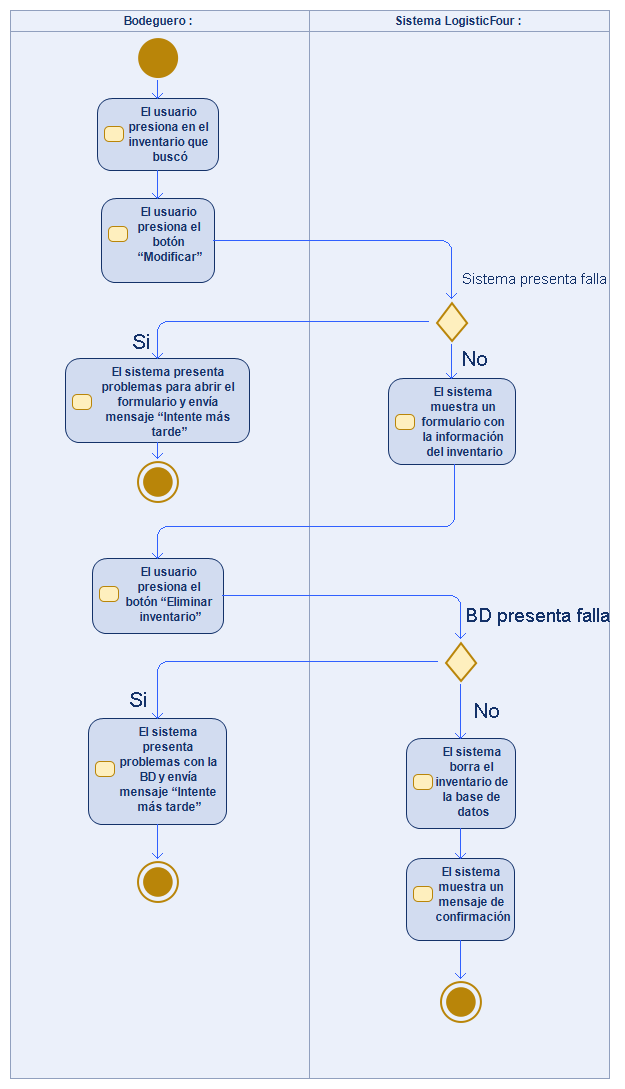 Bodeguero :
Sistema LogisticFour :
El usuario
presiona en el
inventario que
buscó
El usuario
presiona el
botón
“Modificar”
Sistema presenta falla
Si
No
El sistema presenta
problemas para abrir el
formulario y envía
mensaje “Intente más
tarde”
El sistema
muestra un
formulario con
la información
del inventario
El usuario
presiona el
botón “Eliminar
inventario”
BD presenta falla
Si
No
El sistema
presenta
problemas con la
BD y envía
mensaje “Intente
más tarde”
El sistema
borra el
inventario de
la base de
datos
El sistema
muestra un
mensaje de
confirmación